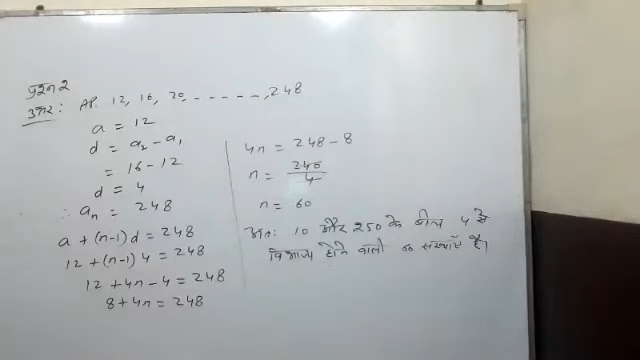 प्रश्न 2
उत्तर: AP. 12, 16, 20, ------, 248
a = 12
d = a₂ - a₁
= 16 - 12
d = 4
∴ aₙ = 248
a + (n-1) d = 248
12 + (n-1) 4 = 248
12 + 4n - 4 = 248
8 + 4n = 248
4n = 248 - 8
n = 240/4
n = 60
अतः 10 और 250 के बीच 4 से
विभाज्य होने वाली 60 संख्याएँ है।